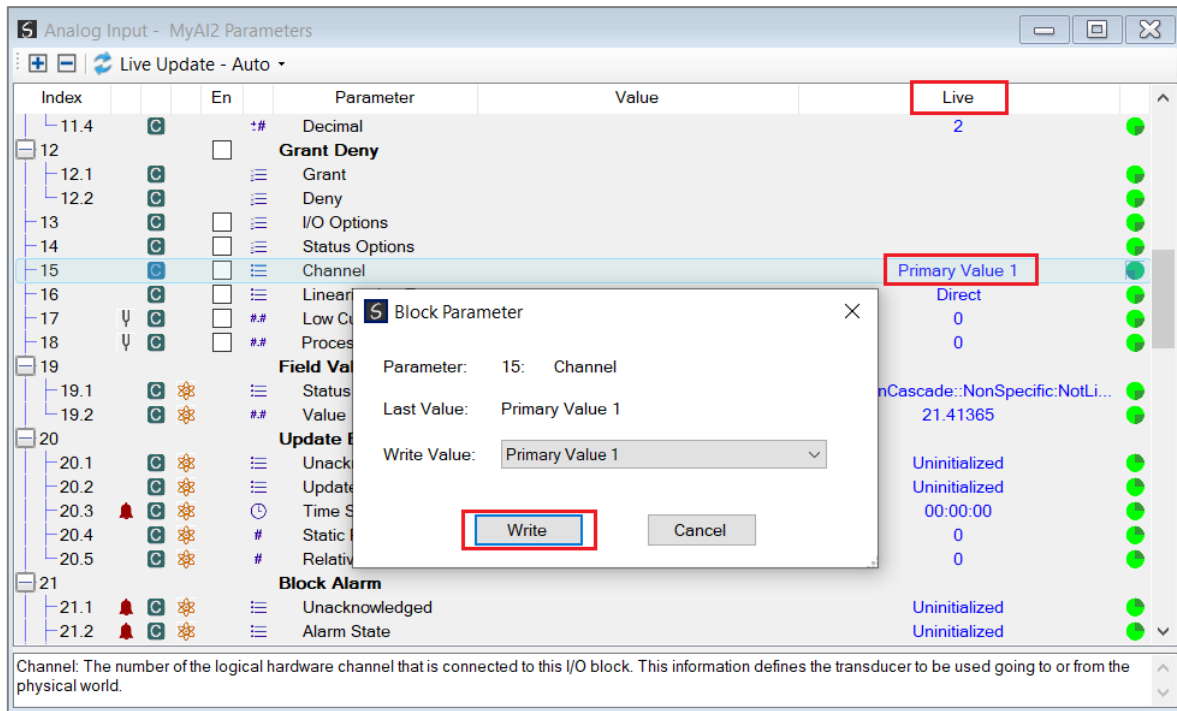 Analog Input - MyAI2 Parameters
Live Update - Auto
Index En Parameter Value Live
11.4 C ±# Decimal 2
12 Grant Deny
12.1 C Grant
12.2 C Deny
13 C I/O Options
14 C Status Options
15 C Channel Primary Value 1
16 C Direct
17 C #.# Low 0
18 C #.# 0
19
19.1 C Status
19.2 C #.# Value 21.41365
20 Update
20.1 C Uninitialized
20.2 C Update Uninitialized
20.3 C Time 00:00:00
20.4 C # Static 0
20.5 C # 0
21 Block Alarm
21.1 C Unacknowledged Uninitialized
21.2 C Alarm State Uninitialized
S Block Parameter
Parameter: 15: Channel
Last Value: Primary Value 1
Write Value: Primary Value 1
Write Cancel
Channel: The number of the logical hardware channel that is connected to this I/O block. This information defines the transducer to be used going to or from the
physical world.